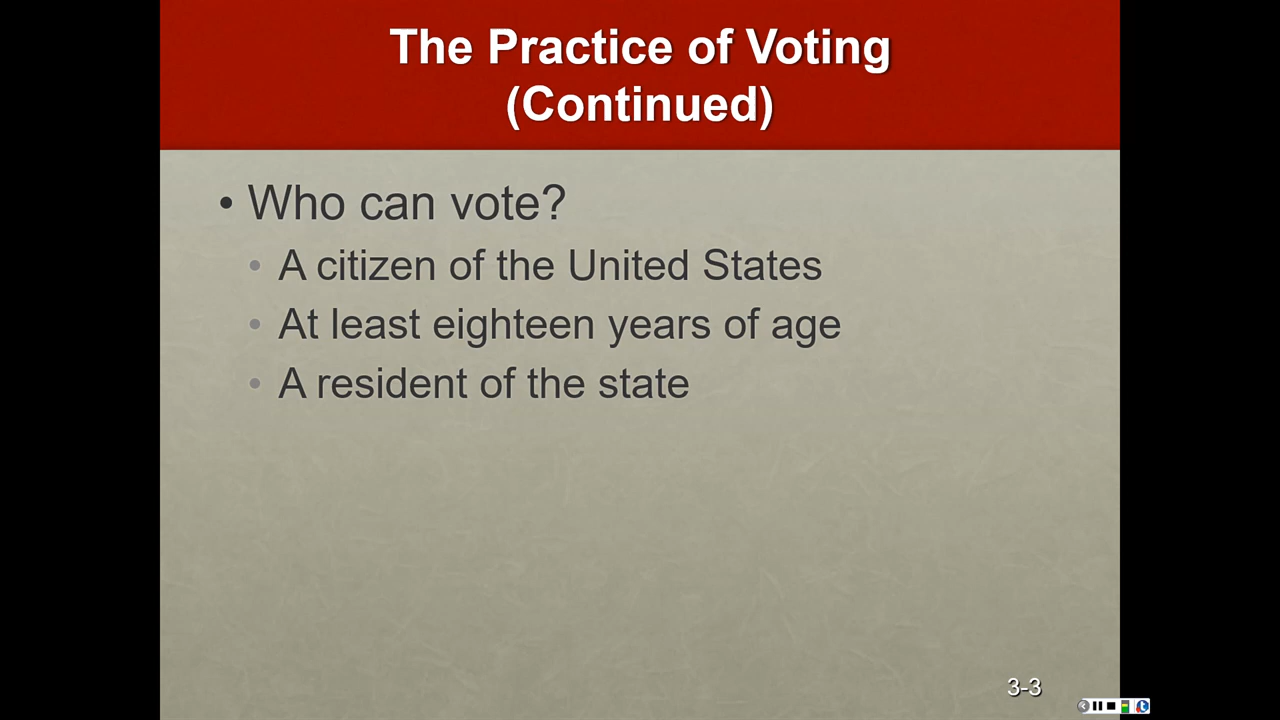 The Practice of Voting
(Continued)
• Who can vote?
• A citizen of the United States
• At least eighteen years of age
• A resident of the state
3-3